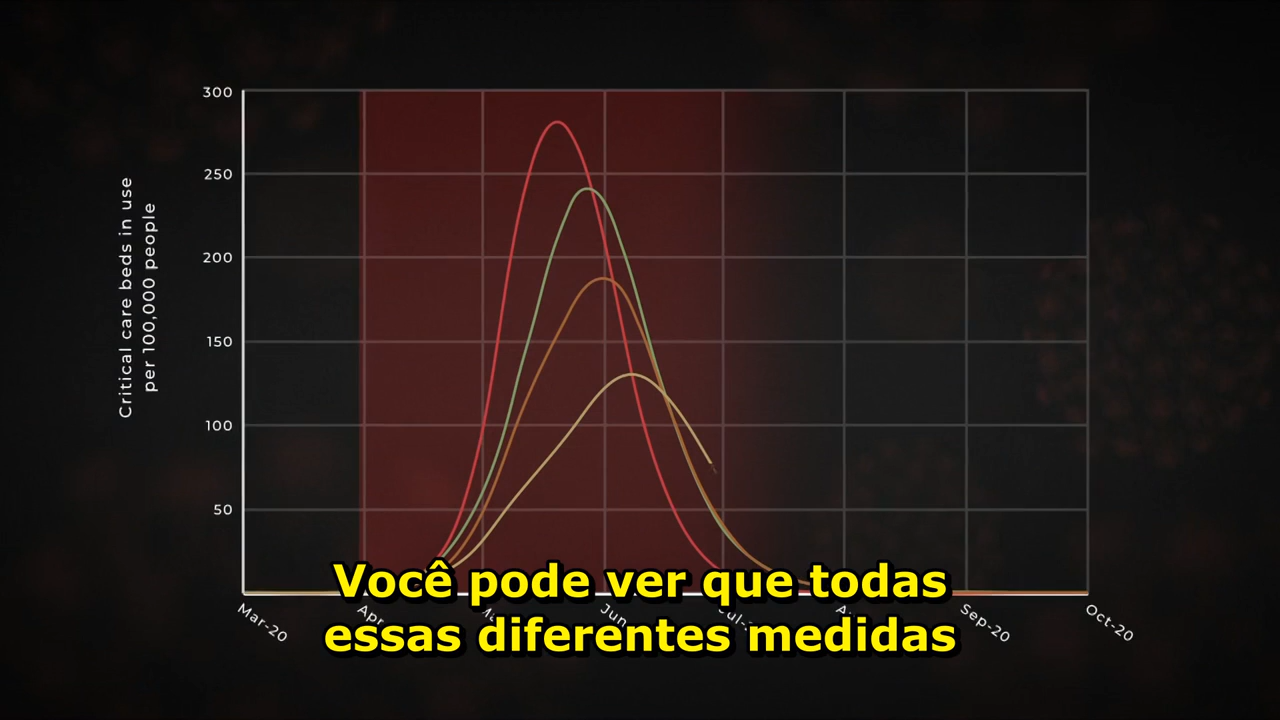 Critical care beds in use
per 100,000 people
300
250
200
150
100
50
Mar-20
Sep-20
Oct-20
Você pode ver que todas
essas diferentes medidas